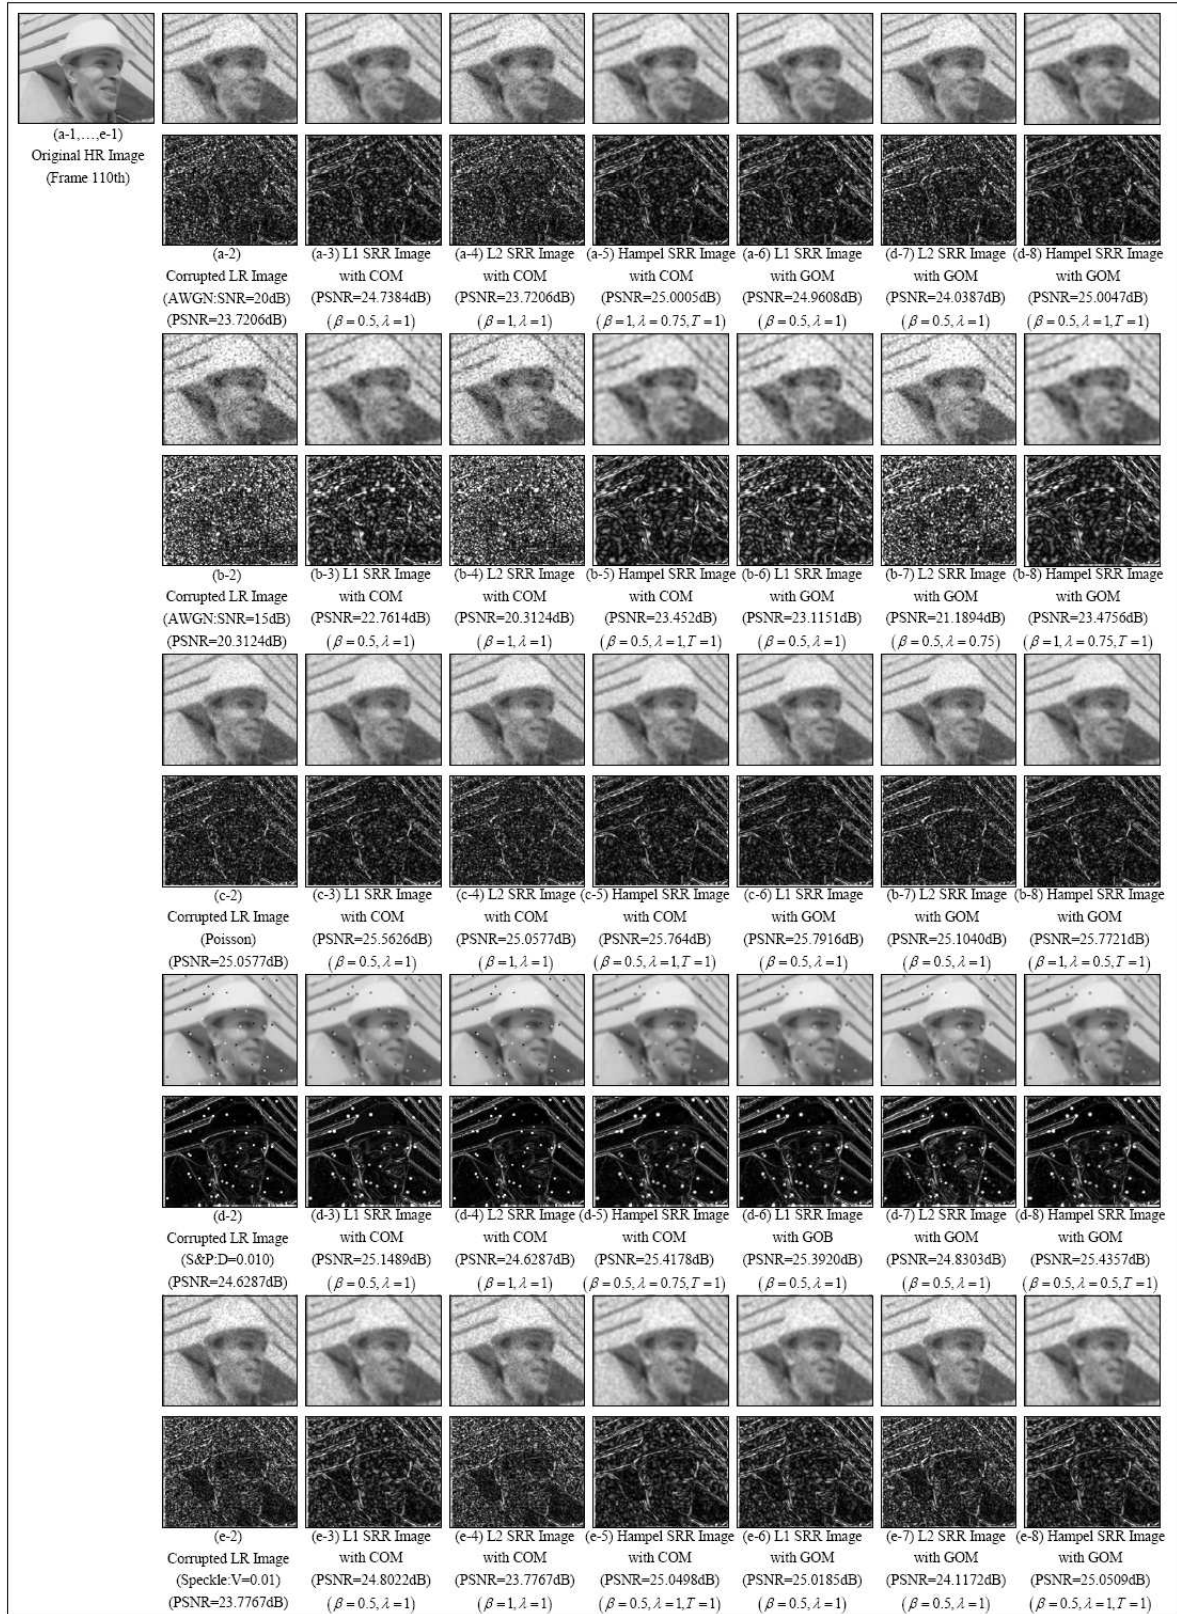 (a-1,…,e-1)
Original HR Image
(Frame 110th)
(a-2)
Corrupted LR Image
(AWGN:SNR=20dB)
(PSNR=23.7206dB)
(a-3) L1 SRR Image
with COM
(PSNR=24.7384dB)
(β = 0.5, λ = 1)
(a-4) L2 SRR Image
with COM
(PSNR=23.7206dB)
(β = 1, λ = 1)
(a-5) Hampel SRR Image
with COM
(PSNR=25.0005dB)
(β = 1, λ = 0.75, T = 1)
(a-6) L1 SRR Image
with GOM
(PSNR=24.9608dB)
(β = 0.5, λ = 1)
(d-7) L2 SRR Image
with GOM
(PSNR=24.0387dB)
(β = 0.5, λ = 1)
(d-8) Hampel SRR Image
with GOM
(PSNR=25.0047dB)
(β = 0.5, λ = 1, T = 1)
(b-2)
Corrupted LR Image
(AWGN:SNR=15dB)
(PSNR=20.3124dB)
(b-3) L1 SRR Image
with COM
(PSNR=22.7614dB)
(β = 0.5, λ = 1)
(b-4) L2 SRR Image
with COM
(PSNR=20.3124dB)
(β = 1, λ = 1)
(b-5) Hampel SRR Image
with COM
(PSNR=23.452dB)
(β = 0.5, λ = 1, T = 1)
(b-6) L1 SRR Image
with GOM
(PSNR=23.1151dB)
(β = 0.5, λ = 1)
(b-7) L2 SRR Image
with GOM
(PSNR=21.1894dB)
(β = 0.5, λ = 0.75)
(b-8) Hampel SRR Image
with GOM
(PSNR=23.4756dB)
(β = 1, λ = 0.75, T = 1)
(c-2)
Corrupted LR Image
(Poisson)
(PSNR=25.0577dB)
(c-3) L1 SRR Image
with COM
(PSNR=25.5626dB)
(β = 0.5, λ = 1)
(c-4) L2 SRR Image
with COM
(PSNR=25.0577dB)
(β = 1, λ = 1)
(c-5) Hampel SRR Image
with COM
(PSNR=25.764dB)
(β = 0.5, λ = 1, T = 1)
(c-6) L1 SRR Image
with GOM
(PSNR=25.7916dB)
(β = 0.5, λ = 1)
(b-7) L2 SRR Image
with GOM
(PSNR=25.1040dB)
(β = 0.5, λ = 1)
(b-8) Hampel SRR Image
with GOM
(PSNR=25.7721dB)
(β = 1, λ = 0.5, T = 1)
(d-2)
Corrupted LR Image
(S&P:D=0.010)
(PSNR=24.6287dB)
(d-3) L1 SRR Image
with COM
(PSNR=25.1489dB)
(β = 0.5, λ = 1)
(d-4) L2 SRR Image
with COM
(PSNR=24.6287dB)
(β = 1, λ = 1)
(d-5) Hampel SRR Image
with COM
(PSNR=25.4178dB)
(β = 0.5, λ = 0.75, T = 1)
(d-6) L1 SRR Image
with GOB
(PSNR=25.3920dB)
(β = 0.5, λ = 1)
(d-7) L2 SRR Image
with GOM
(PSNR=24.8303dB)
(β = 0.5, λ = 1)
(d-8) Hampel SRR Image
with GOM
(PSNR=25.4357dB)
(β = 0.5, λ = 0.5, T = 1)
(e-2)
Corrupted LR Image
(Speckle:V=0.01)
(PSNR=23.7767dB)
(e-3) L1 SRR Image
with COM
(PSNR=24.8022dB)
(β = 0.5, λ = 1)
(e-4) L2 SRR Image
with COM
(PSNR=23.7767dB)
(β = 1, λ = 1)
(e-5) Hampel SRR Image
with COM
(PSNR=25.0498dB)
(β = 0.5, λ = 1, T = 1)
(e-6) L1 SRR Image
with GOM
(PSNR=25.0185dB)
(β = 0.5, λ = 1)
(e-7) L2 SRR Image
with GOM
(PSNR=24.1172dB)
(β = 0.5, λ = 1)
(e-8) Hampel SRR Image
with GOM
(PSNR=25.0509dB)
(β = 0.5, λ = 1, T = 1)